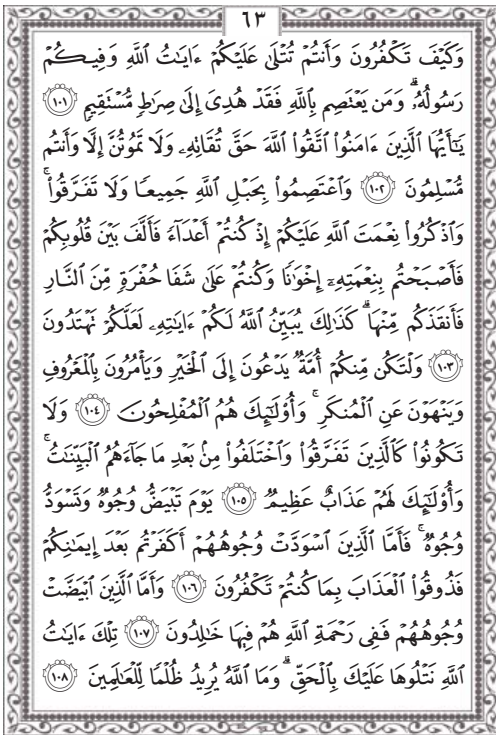 ٦٣
وَكَيْفَ تَكْفُرُونَ وَأَنتُمْ تُتْلَىٰ عَلَيْكُمْ ءَايَٰتُ ٱللَّهِ وَفِيكُمْ
رَسُولُهُۥ ۗ وَمَن يَعْتَصِم بِٱللَّهِ فَقَدْ هُدِىَ إِلَىٰ صِرَٰطٍ مُّسْتَقِيمٍ ١٠١
يَٰٓأَيُّهَا ٱلَّذِينَ ءَامَنُوا۟ ٱتَّقُوا۟ ٱللَّهَ حَقَّ تُقَاتِهِۦ وَلَا تَمُوتُنَّ إِلَّا وَأَنتُم
مُّسْلِمُونَ ١٠٢ وَٱعْتَصِمُوا۟ بِحَبْلِ ٱللَّهِ جَمِيعًا وَلَا تَفَرَّقُوا۟ ۚ
وَٱذْكُرُوا۟ نِعْمَتَ ٱللَّهِ عَلَيْكُمْ إِذْ كُنتُمْ أَعْدَآءً فَأَلَّفَ بَيْنَ قُلُوبِكُمْ
فَأَصْبَحْتُم بِنِعْمَتِهِۦٓ إِخْوَٰنًا وَكُنتُمْ عَلَىٰ شَفَا حُفْرَةٍ مِّنَ ٱلنَّارِ
فَأَنقَذَكُم مِّنْهَا ۗ كَذَٰلِكَ يُبَيِّنُ ٱللَّهُ لَكُمْ ءَايَٰتِهِۦ لَعَلَّكُمْ تَهْتَدُونَ
١٠٣ وَلْتَكُن مِّنكُمْ أُمَّةٌ يَدْعُونَ إِلَى ٱلْخَيْرِ وَيَأْمُرُونَ بِٱلْمَعْرُوفِ
وَيَنْهَوْنَ عَنِ ٱلْمُنكَرِ ۚ وَأُو۟لَٰٓئِكَ هُمُ ٱلْمُفْلِحُونَ ١٠٤ وَلَا
تَكُونُوا۟ كَٱلَّذِينَ تَفَرَّقُوا۟ وَٱخْتَلَفُوا۟ مِنۢ بَعْدِ مَا جَآءَهُمُ ٱلْبَيِّنَٰتُ ۚ
وَأُو۟لَٰٓئِكَ لَهُمْ عَذَابٌ عَظِيمٌ ١٠٥ يَوْمَ تَبْيَضُّ وُجُوهٌ وَتَسْوَدُّ
وُجُوهٌ ۚ فَأَمَّا ٱلَّذِينَ ٱسْوَدَّتْ وُجُوهُهُمْ أَكَفَرْتُم بَعْدَ إِيمَٰنِكُمْ
فَذُوقُوا۟ ٱلْعَذَابَ بِمَا كُنتُمْ تَكْفُرُونَ ١٠٦ وَأَمَّا ٱلَّذِينَ ٱبْيَضَّتْ
وُجُوهُهُمْ فَفِى رَحْمَةِ ٱللَّهِ هُمْ فِيهَا خَٰلِدُونَ ١٠٧ تِلْكَ ءَايَٰتُ
ٱللَّهِ نَتْلُوهَا عَلَيْكَ بِٱلْحَقِّ ۗ وَمَا ٱللَّهُ يُرِيدُ ظُلْمًا لِّلْعَٰلَمِينَ ١٠٨